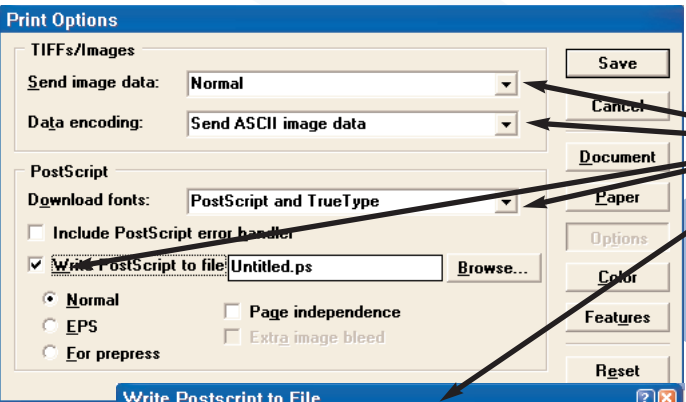 Print Options
TIFFs/Images
Send image data: Normal
Data encoding: Send ASCII image data
PostScript
Download fonts: PostScript and TrueType
Include PostScript error handler
Write PostScript to file Untitled.ps Browse...
Normal
EPS
For prepress
Page independence
Extra image bleed
Save
Cancel
Document
Paper
Options
Color
Features
Reset
Write Postscript to File